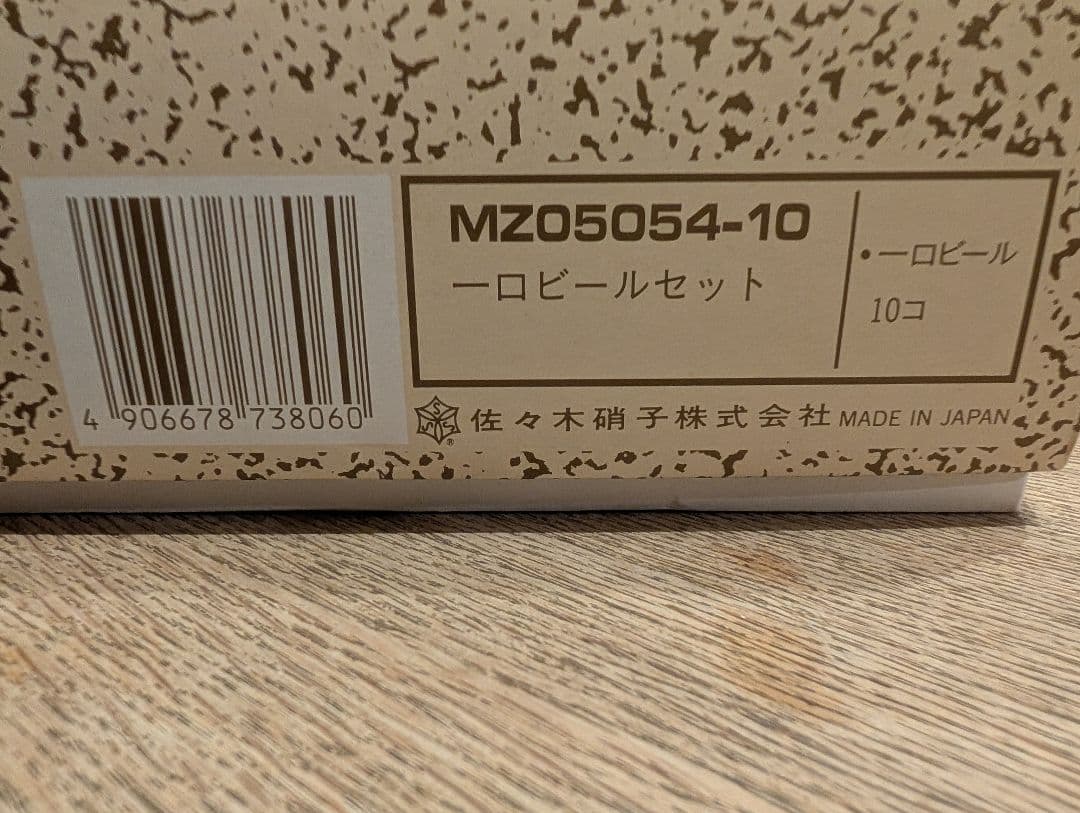 MZ05054-10
一口ビールセット
•一口ビール
10コ
4 906678 738060
佐々木硝子株式会社 MADE IN JAPAN